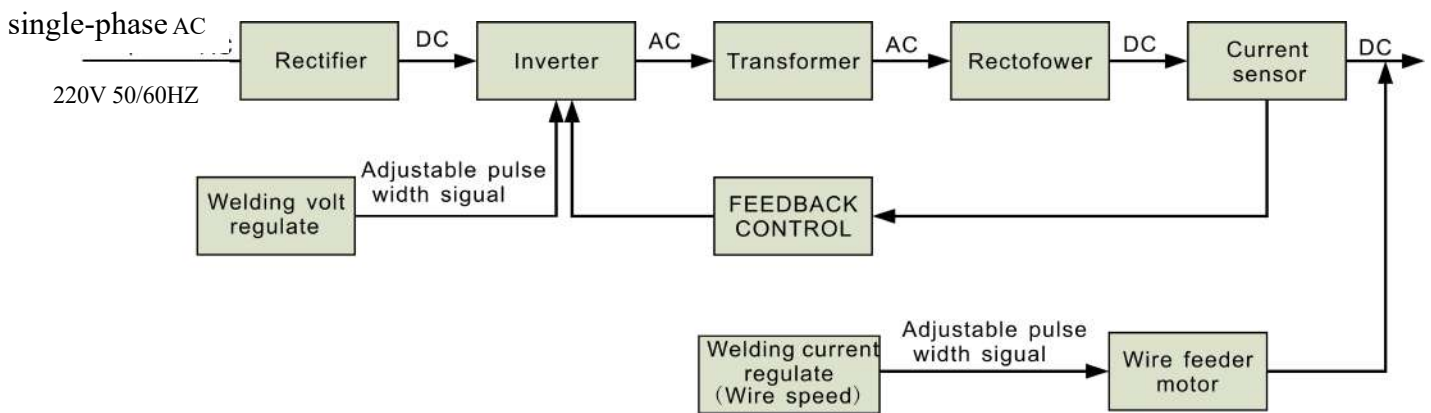 single-phase AC
220V 50/60HZ
Rectifier
DC
Inverter
AC
Transformer
AC
Rectofower
DC
Current
sensor
DC
Welding volt
regulate
Adjustable pulse
width sigual
FEEDBACK
CONTROL
Welding current
regulate
(Wire speed)
Adjustable pulse
width sigual
Wire feeder
motor